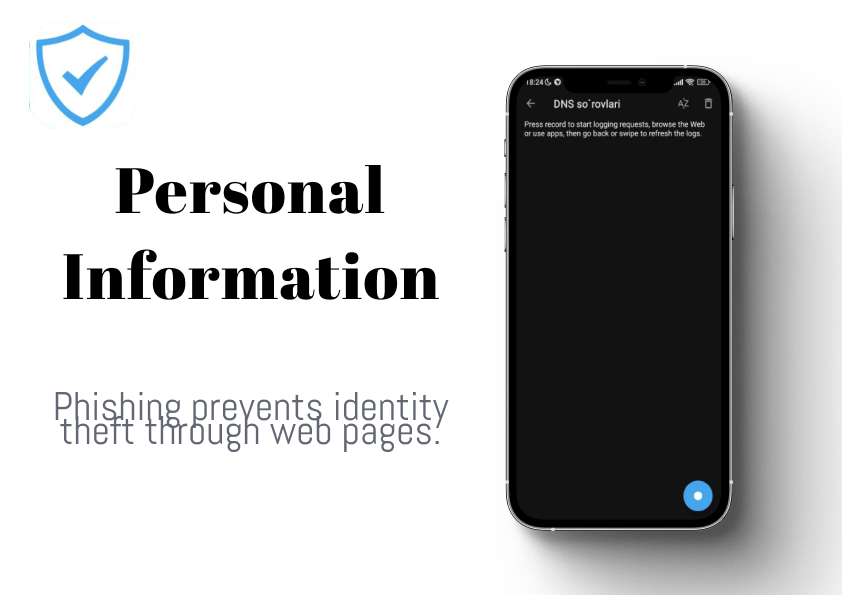 Personal
Information
Phishing prevents identity
theft through web pages.
18:24
DNS so`rovlari
AZ
Press record to start logging requests, browse the Web
or use apps, then go back or swipe to refresh the logs.